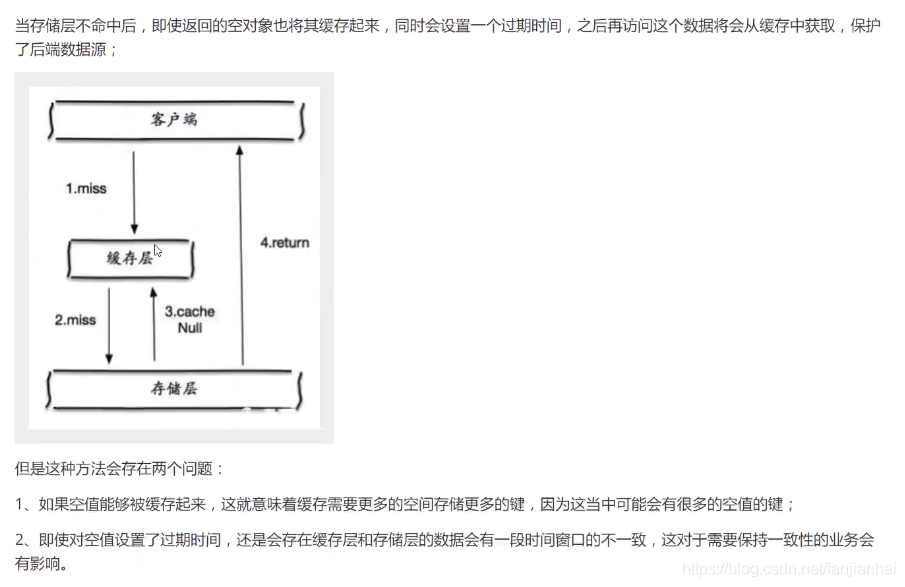 当存储层不命中后，即使返回的空对象也将其缓存起来，同时会设置一个过期时间，之后再访问这个数据将会从缓存中获取，保护
了后端数据源；
客户端
1.miss
4.return
缓存层
3.cache
Null
2.miss
存储层
但是这种方法会存在两个问题：
1、如果空值能够被缓存起来，这就意味着缓存需要更多的空间存储更多的键，因为这当中可能会有很多的空值的键；
2、即使对空值设置了过期时间，还是会存在缓存层和存储层的数据会有一段时间窗口的不一致，这对于需要保持一致性的业务会
有影响。
https://blog.csdn.net/fanjianhai